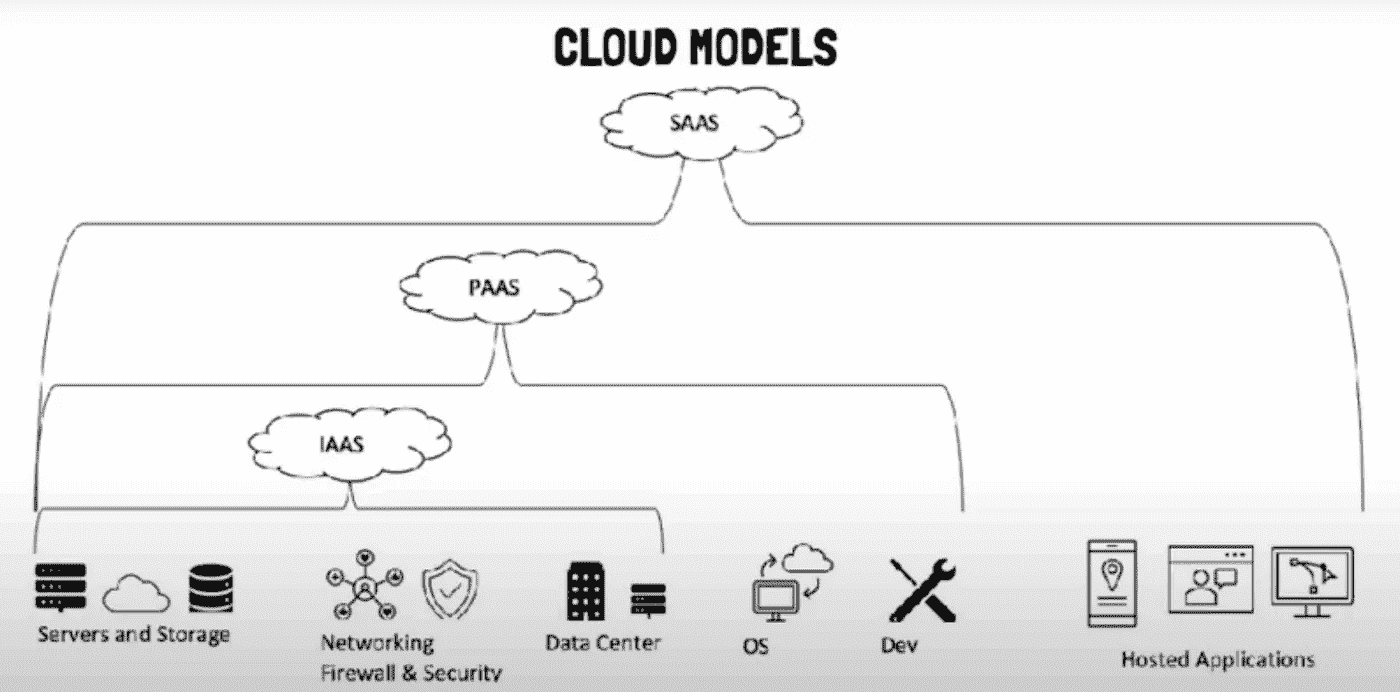 CLOUD MODELS
SAAS
PAAS
IAAS
Servers and Storage
Networking
Firewall & Security
Data Center
OS
Dev
Hosted Applications